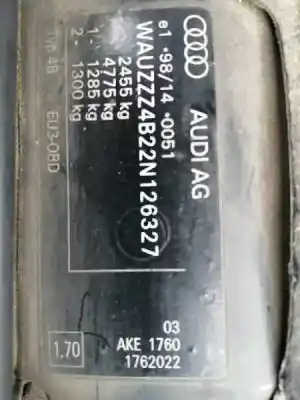 AUDI AG
e1 *98/14 *0051
WAUZZZ4B22N126327
2455 kg
4775 kg
1- 1285 kg
2- 1300 kg
Typ 4B EU3-OBD
03
AKE 1760
1,70 1762022